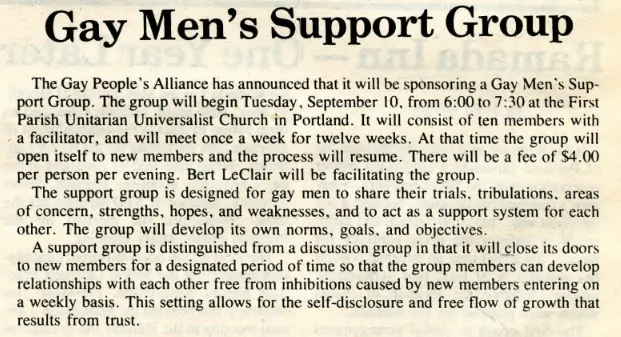 Gay Men's Support Group
The Gay People's Alliance has announced that it will be sponsoring a Gay Men's Sup-
port Group. The group will begin Tuesday, September 10, from 6:00 to 7:30 at the First
Parish Unitarian Universalist Church in Portland. It will consist of ten members with
a facilitator, and will meet once a week for twelve weeks. At that time the group will
open itself to new members and the process will resume. There will be a fee of $4.00
per person per evening. Bert LeClair will be facilitating the group.
The support group is designed for gay men to share their trials, tribulations, areas
of concern, strengths, hopes, and weaknesses, and to act as a support system for each
other. The group will develop its own norms, goals, and objectives.
A support group is distinguished from a discussion group in that it will close its doors
to new members for a designated period of time so that the group members can develop
relationships with each other free from inhibitions caused by new members entering on
a weekly basis. This setting allows for the self-disclosure and free flow of growth that
results from trust.